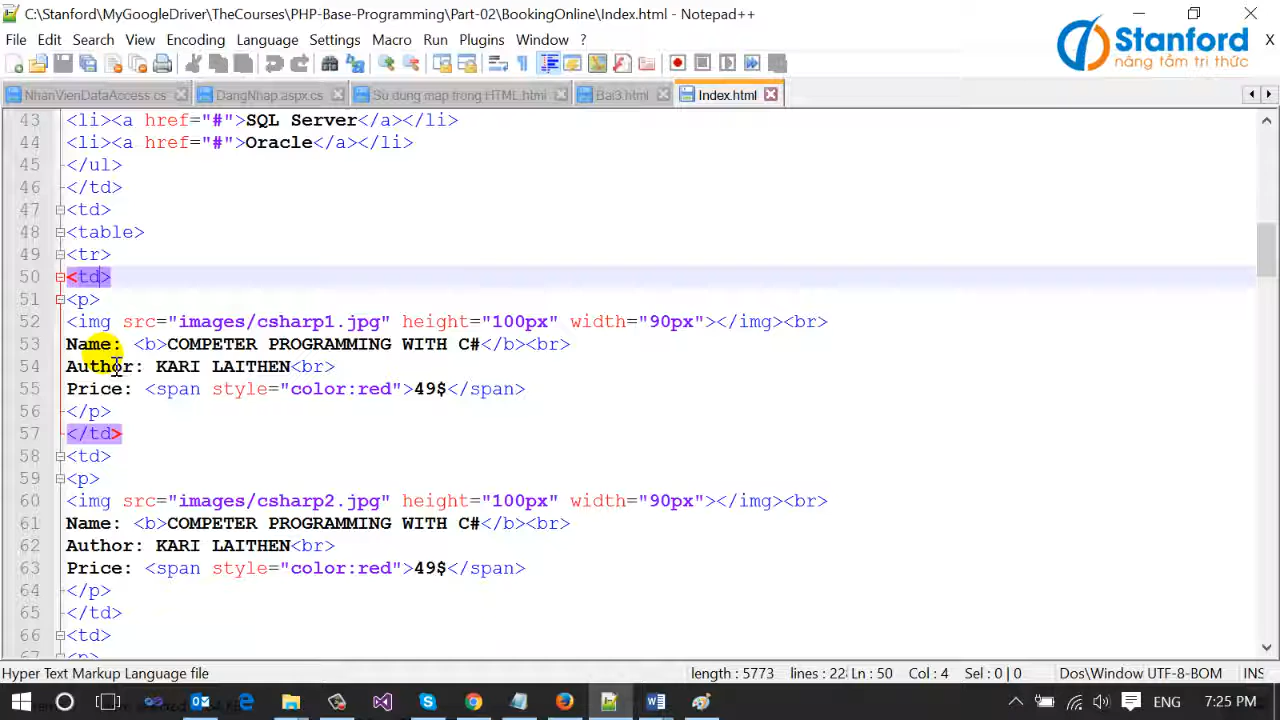 C:\Stanford\MyGoogleDriver\TheCourses\PHP-Base-Programming\Part-02\BookingOnline\Index.html - Notepad++
Stanford
nâng tầm tri thức
File Edit Search View Encoding Language Settings Macro Run Plugins Window ? X
NhanVienDataAccess.cs DangNhap.aspx.cs Su dung map trong HTML.html Bai3.html Index.html
43 <li><a href="#">SQL Server</a></li>
44 <li><a href="#">Oracle</a></li>
45 </ul>
46 </td>
47 <td>
48 <table>
49 <tr>
50 <td>
51 <p>
52 <img src="images/csharp1.jpg" height="100px" width="90px"></img><br>
53 Name: <b>COMPETER PROGRAMMING WITH C#</b><br>
54 Author: KARI LAITHEN<br>
55 Price: <span style="color:red">49$</span>
56 </p>
57 </td>
58 <td>
59 <p>
60 <img src="images/csharp2.jpg" height="100px" width="90px"></img><br>
61 Name: <b>COMPETER PROGRAMMING WITH C#</b><br>
62 Author: KARI LAITHEN<br>
63 Price: <span style="color:red">49$</span>
64 </p>
65 </td>
66 <td>
67 <p>
Hyper Text Markup Language file length : 5773 lines : 22 Ln : 50 Col : 4 Sel : 0 | 0 Dos\Window UTF-8-BOM INS
ENG 7:25 PM